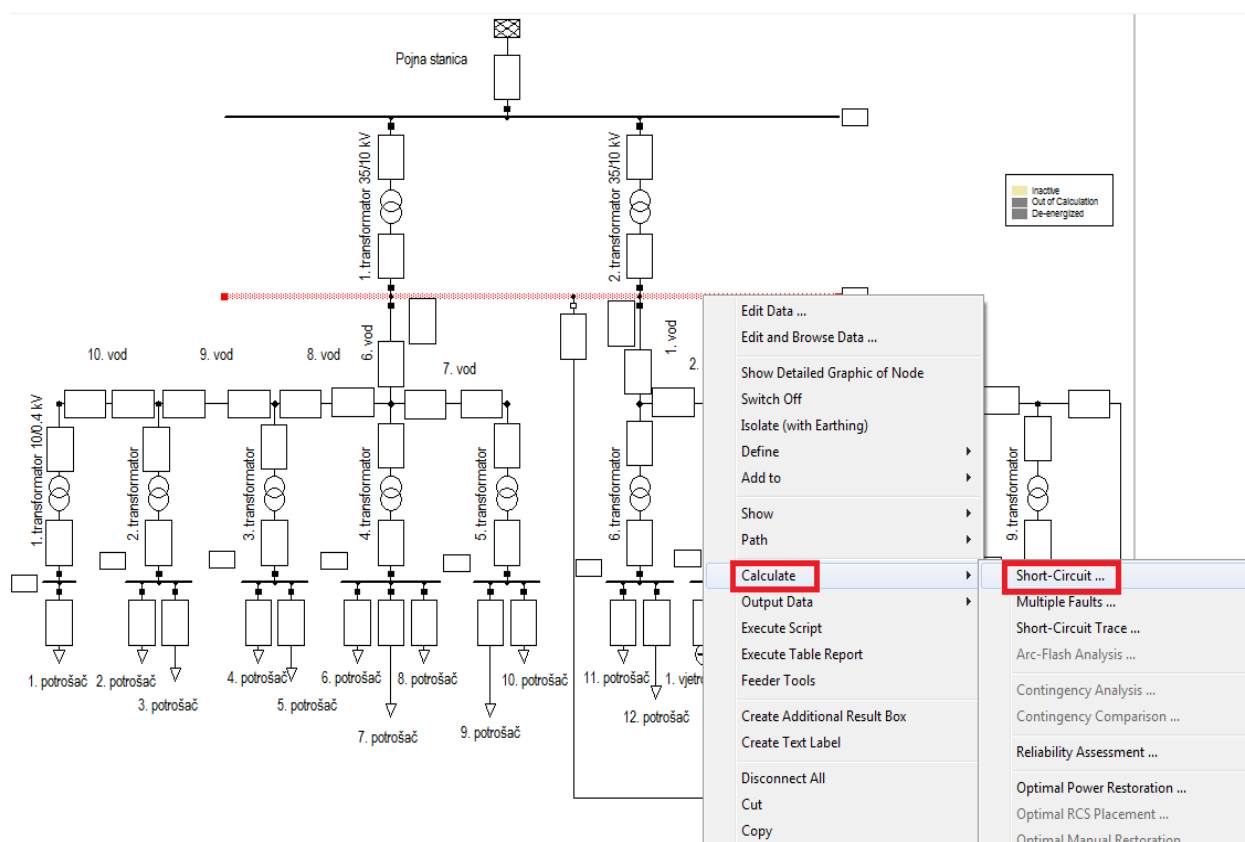 Pojna stanica
1. transformator 35/10 kV
2. transformator 35/10 kV
Inactive
Out of Calculation
De-energized
10. vod
9. vod
8. vod
6. vod
7. vod
1. vod
2.
1. transformator 10/0.4 kV
2. transformator
3. transformator
4. transformator
5. transformator
6. transformator
9. transformator
1. potrošač
2. potrošač
3. potrošač
4. potrošač
5. potrošač
6. potrošač
7. potrošač
8. potrošač
9. potrošač
10. potrošač
11. potrošač
12. potrošač
1. vjetr
Edit Data ...
Edit and Browse Data ...
Show Detailed Graphic of Node
Switch Off
Isolate (with Earthing)
Define
Add to
Show
Path
Calculate
Output Data
Execute Script
Execute Table Report
Feeder Tools
Create Additional Result Box
Create Text Label
Disconnect All
Cut
Copy
Short-Circuit ...
Multiple Faults ...
Short-Circuit Trace ...
Arc-Flash Analysis ...
Contingency Analysis ...
Contingency Comparison ...
Reliability Assessment ...
Optimal Power Restoration ...
Optimal RCS Placement ...
Optimal Manual Restoration